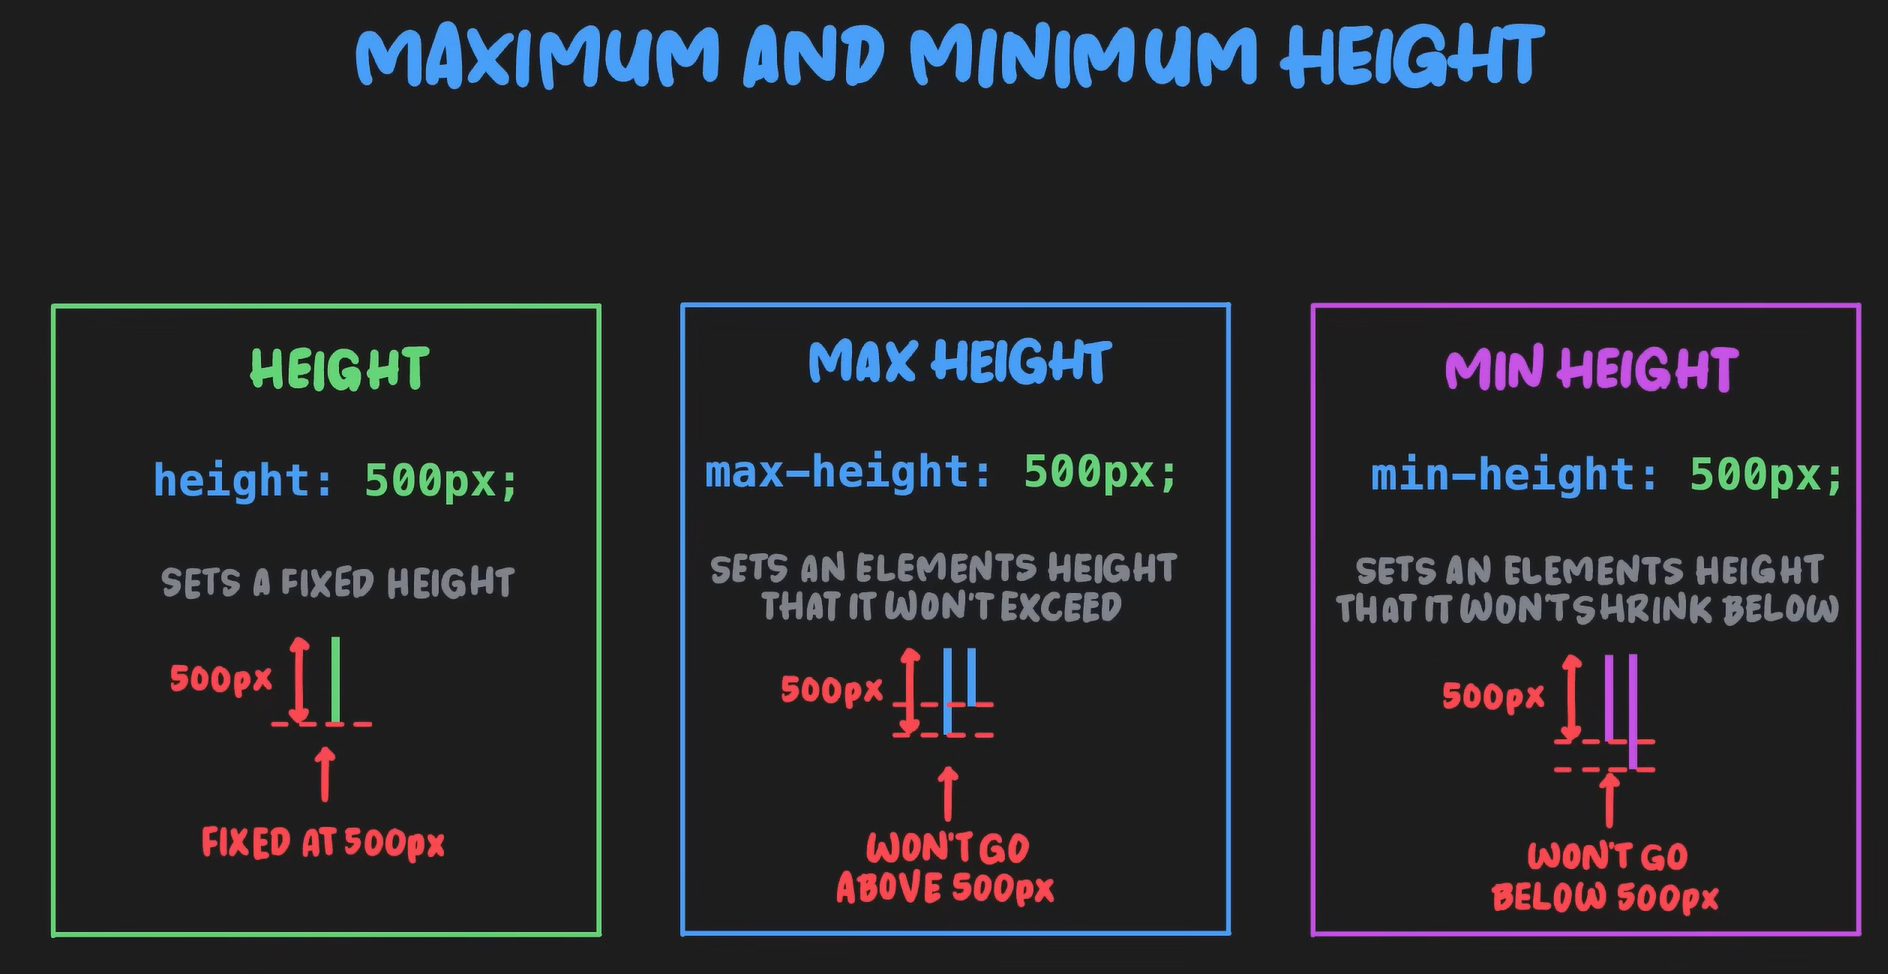 MAXIMUM AND MINIMUM HEIGHT
HEIGHT
height: 500px;
SETS A FIXED HEIGHT
500px
FIXED AT 500px
MAX HEIGHT
max-height: 500px;
SETS AN ELEMENTS HEIGHT
THAT IT WON'T EXCEED
500px
WON'T GO
ABOVE 500px
MIN HEIGHT
min-height: 500px;
SETS AN ELEMENTS HEIGHT
THAT IT WON'T SHRINK BELOW
500px
WON'T GO
BELOW 500px